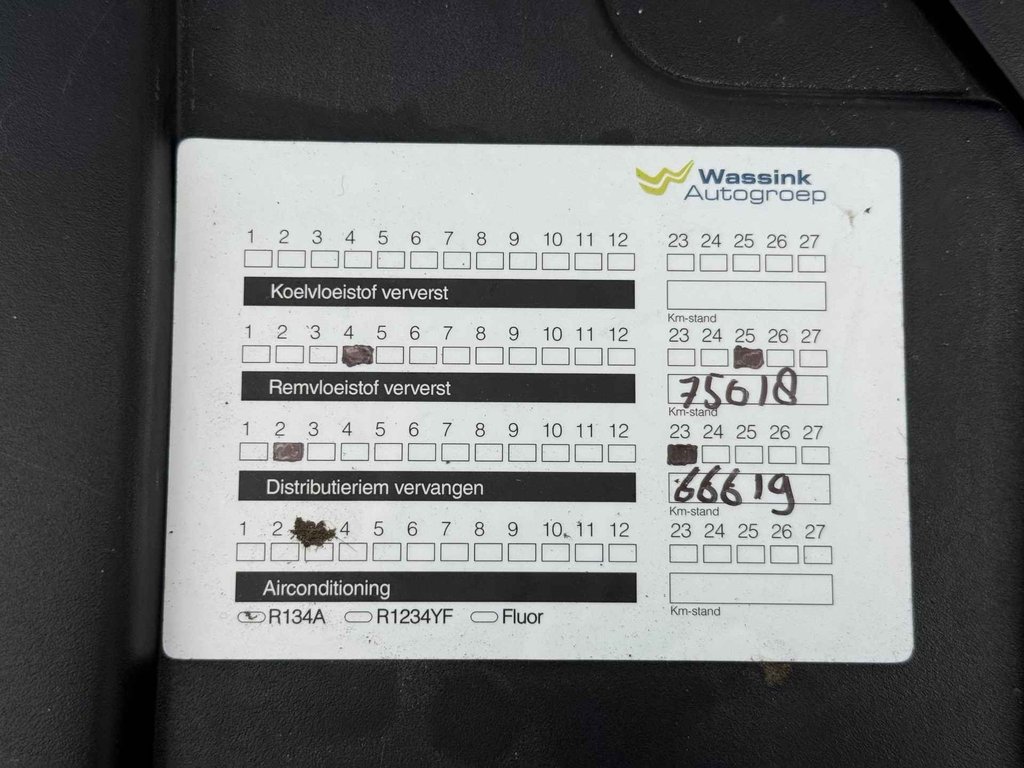 Wassink
Autogroep
1 2 3 4 5 6 7 8 9 10 11 12 23 24 25 26 27
Koelvloeistof ververst
Km-stand
1 2 3 4 5 6 7 8 9 10 11 12 23 24 25 26 27
Remvloeistof ververst 75018
Km-stand
1 2 3 4 5 6 7 8 9 10 11 12 23 24 25 26 27
Distributieriem vervangen 66619
Km-stand
1 2 4 5 6 7 8 9 10 11 12 23 24 25 26 27
Airconditioning
Km-stand
R134A R1234YF Fluor